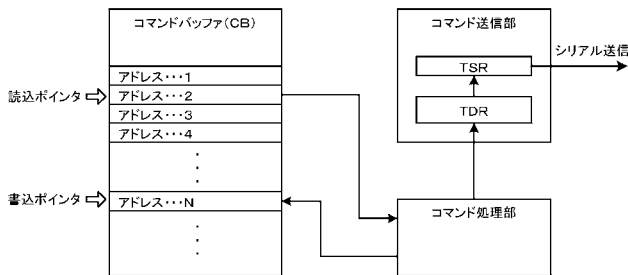 コマンドバッファ(CB)
アドレス・・・1
アドレス・・・2
アドレス・・・3
アドレス・・・4
・
・
・
アドレス・・・N
・
・
・
読込ポインタ
書込ポインタ
コマンド送信部
TSR
TDR
シリアル送信
コマンド処理部